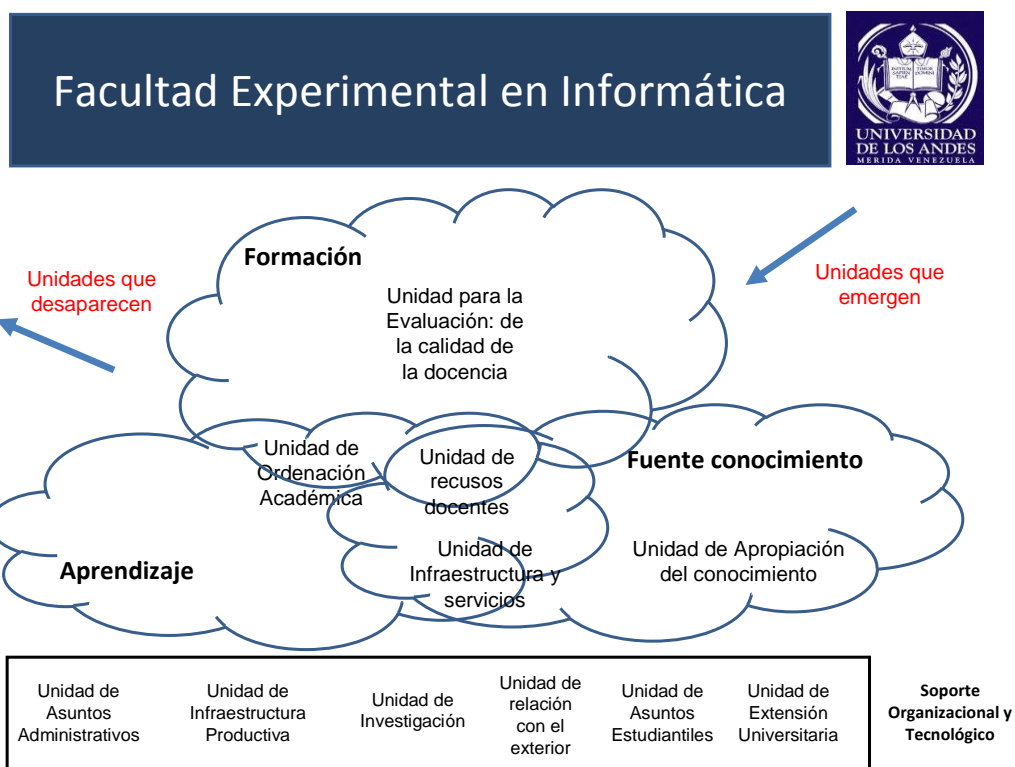 Facultad Experimental en Informática
UNIVERSIDAD
DE LOS ANDES
MERIDA VENEZUELA
Formación
Unidades que
desaparecen
Unidades que
emergen
Unidad para la
Evaluación: de
la calidad de
la docencia
Unidad de
Ordenación
Académica
Unidad de
recusos
docentes
Fuente conocimiento
Aprendizaje
Unidad de
Infraestructura y
servicios
Unidad de Apropiación
del conocimiento
Unidad de
Asuntos
Administrativos
Unidad de
Infraestructura
Productiva
Unidad de
Investigación
Unidad de
relación
con el
exterior
Unidad de
Asuntos
Estudiantiles
Unidad de
Extensión
Universitaria
Soporte
Organizacional y
Tecnológico